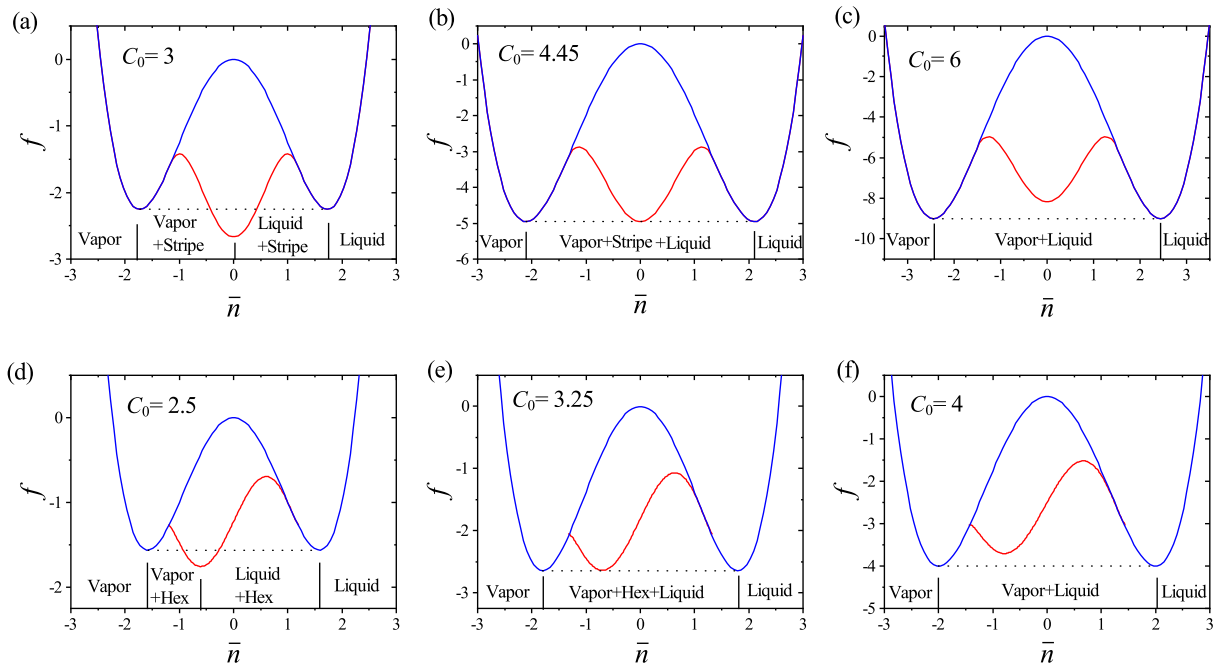 (a)
C₀= 3
f
0
-1
-2
-3
Vapor
Vapor
+Stripe
Liquid
+Stripe
Liquid
-3 -2 -1 0 1 2 3
n̅
(b)
C₀= 4.45
f
0
-1
-2
-3
-4
-5
-6
Vapor
Vapor+Stripe +Liquid
Liquid
-3 -2 -1 0 1 2 3
n̅
(c)
C₀= 6
f
0
-2
-4
-6
-8
-10
Vapor
Vapor+Liquid
Liquid
-3 -2 -1 0 1 2 3
n̅
(d)
C₀= 2.5
f
0
-1
-2
Vapor
Vapor
+Hex
Liquid
+Hex
Liquid
-3 -2 -1 0 1 2 3
n̅
(e)
C₀= 3.25
f
0
-1
-2
-3
Vapor
Vapor+Hex+Liquid
Liquid
-3 -2 -1 0 1 2 3
n̅
(f)
C₀= 4
f
0
-1
-2
-3
-4
-5
Vapor
Vapor+Liquid
Liquid
-3 -2 -1 0 1 2 3
n̅